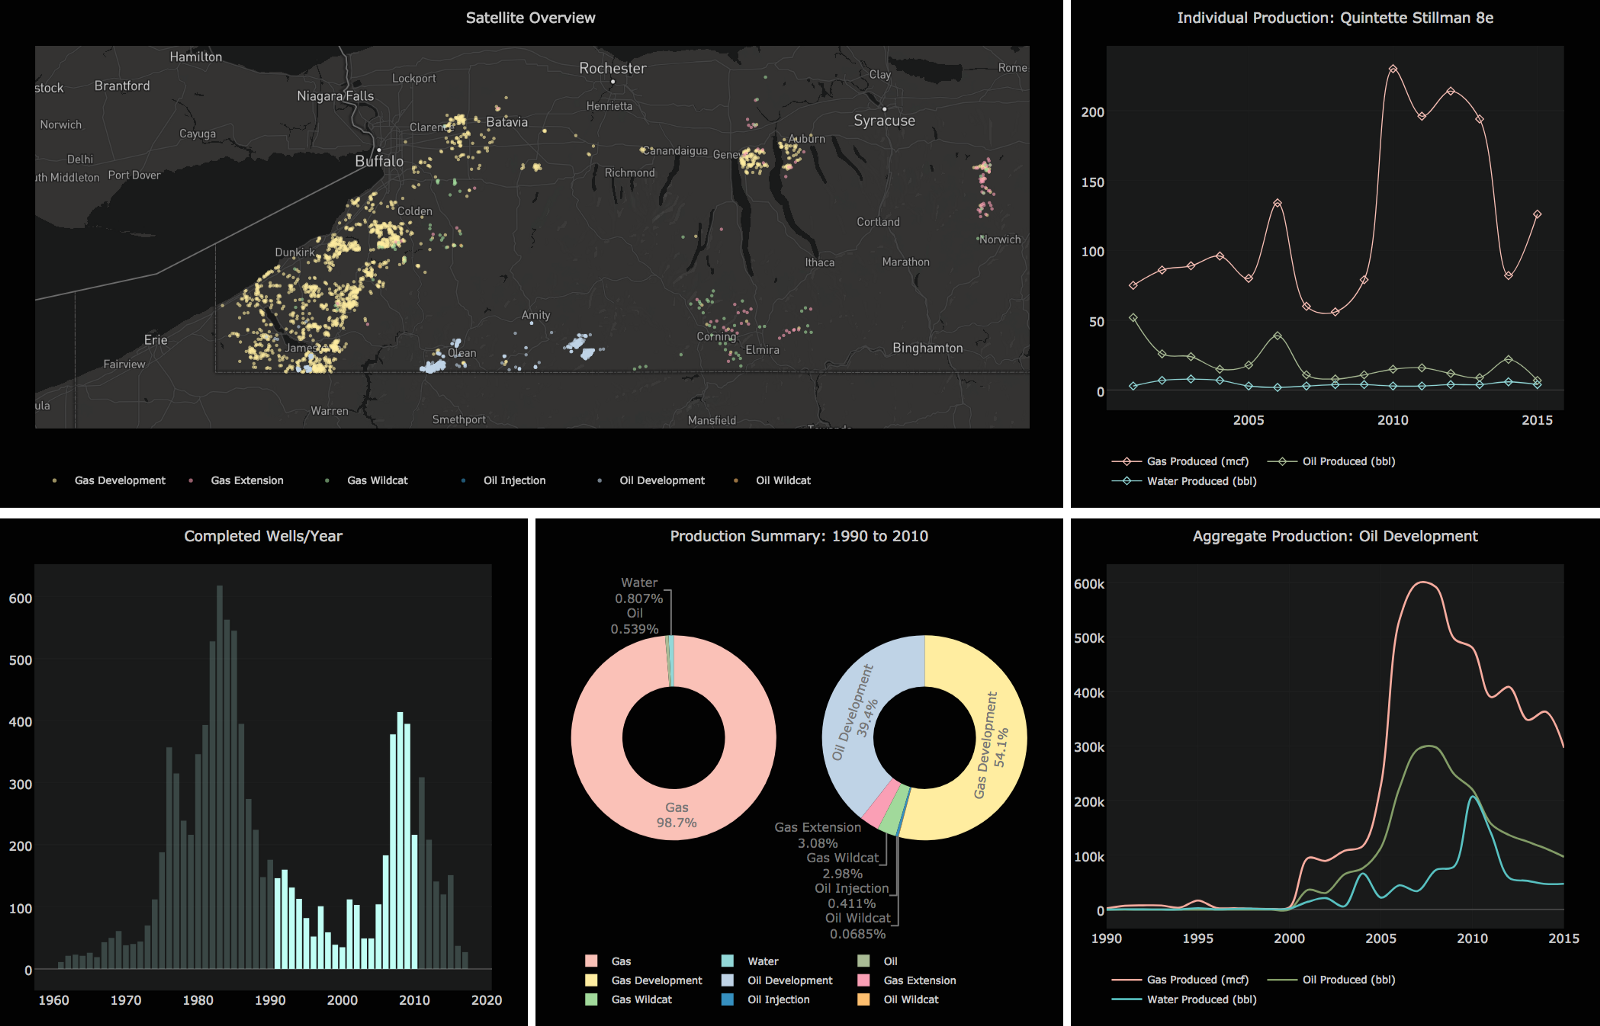 Satellite Overview
Hamilton
Rochester
Clay
Rome
Lockport
stock
Brantford
Niagara Falls
Henrietta
Norwich
Cayuga
Clarence
Batavia
Syracuse
Auburn
Delhi
Buffalo
Canandaigua
Genev
uth Middleton
Port Dover
Richmond
Colden
Cortland
Norwich
Dunkirk
Ithaca
Marathon
Amity
Erie
James
Olean
Corning
Elmira
Binghamton
Fairview
ula
Warren
Smethport
Mansfield
Gas Development
Gas Extension
Gas Wildcat
Oil Injection
Oil Development
Oil Wildcat
Individual Production: Quintette Stillman 8e
200
150
100
50
0
2005 2010 2015
Gas Produced (mcf) Oil Produced (bbl)
Water Produced (bbl)
Completed Wells/Year
600
500
400
300
200
100
0
1960 1970 1980 1990 2000 2010 2020
Production Summary: 1990 to 2010
Water
0.807%
Oil
0.539%
Gas
98.7%
Oil Development
39.4%
Gas Development
54.1%
Gas Extension
3.08%
Gas Wildcat
2.98%
Oil Injection
0.411%
Oil Wildcat
0.0685%
Gas Water Oil
Gas Development Oil Development Gas Extension
Gas Wildcat Oil Injection Oil Wildcat
Aggregate Production: Oil Development
600k
500k
400k
300k
200k
100k
0
1990 1995 2000 2005 2010 2015
Gas Produced (mcf) Oil Produced (bbl)
Water Produced (bbl)